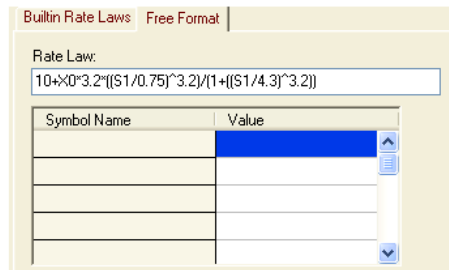 Builtin Rate Laws Free Format
Rate Law:
10+X0*3.2*((S1/0.75)^3.2)/(1+((S1/4.3)^3.2))
Symbol Name Value